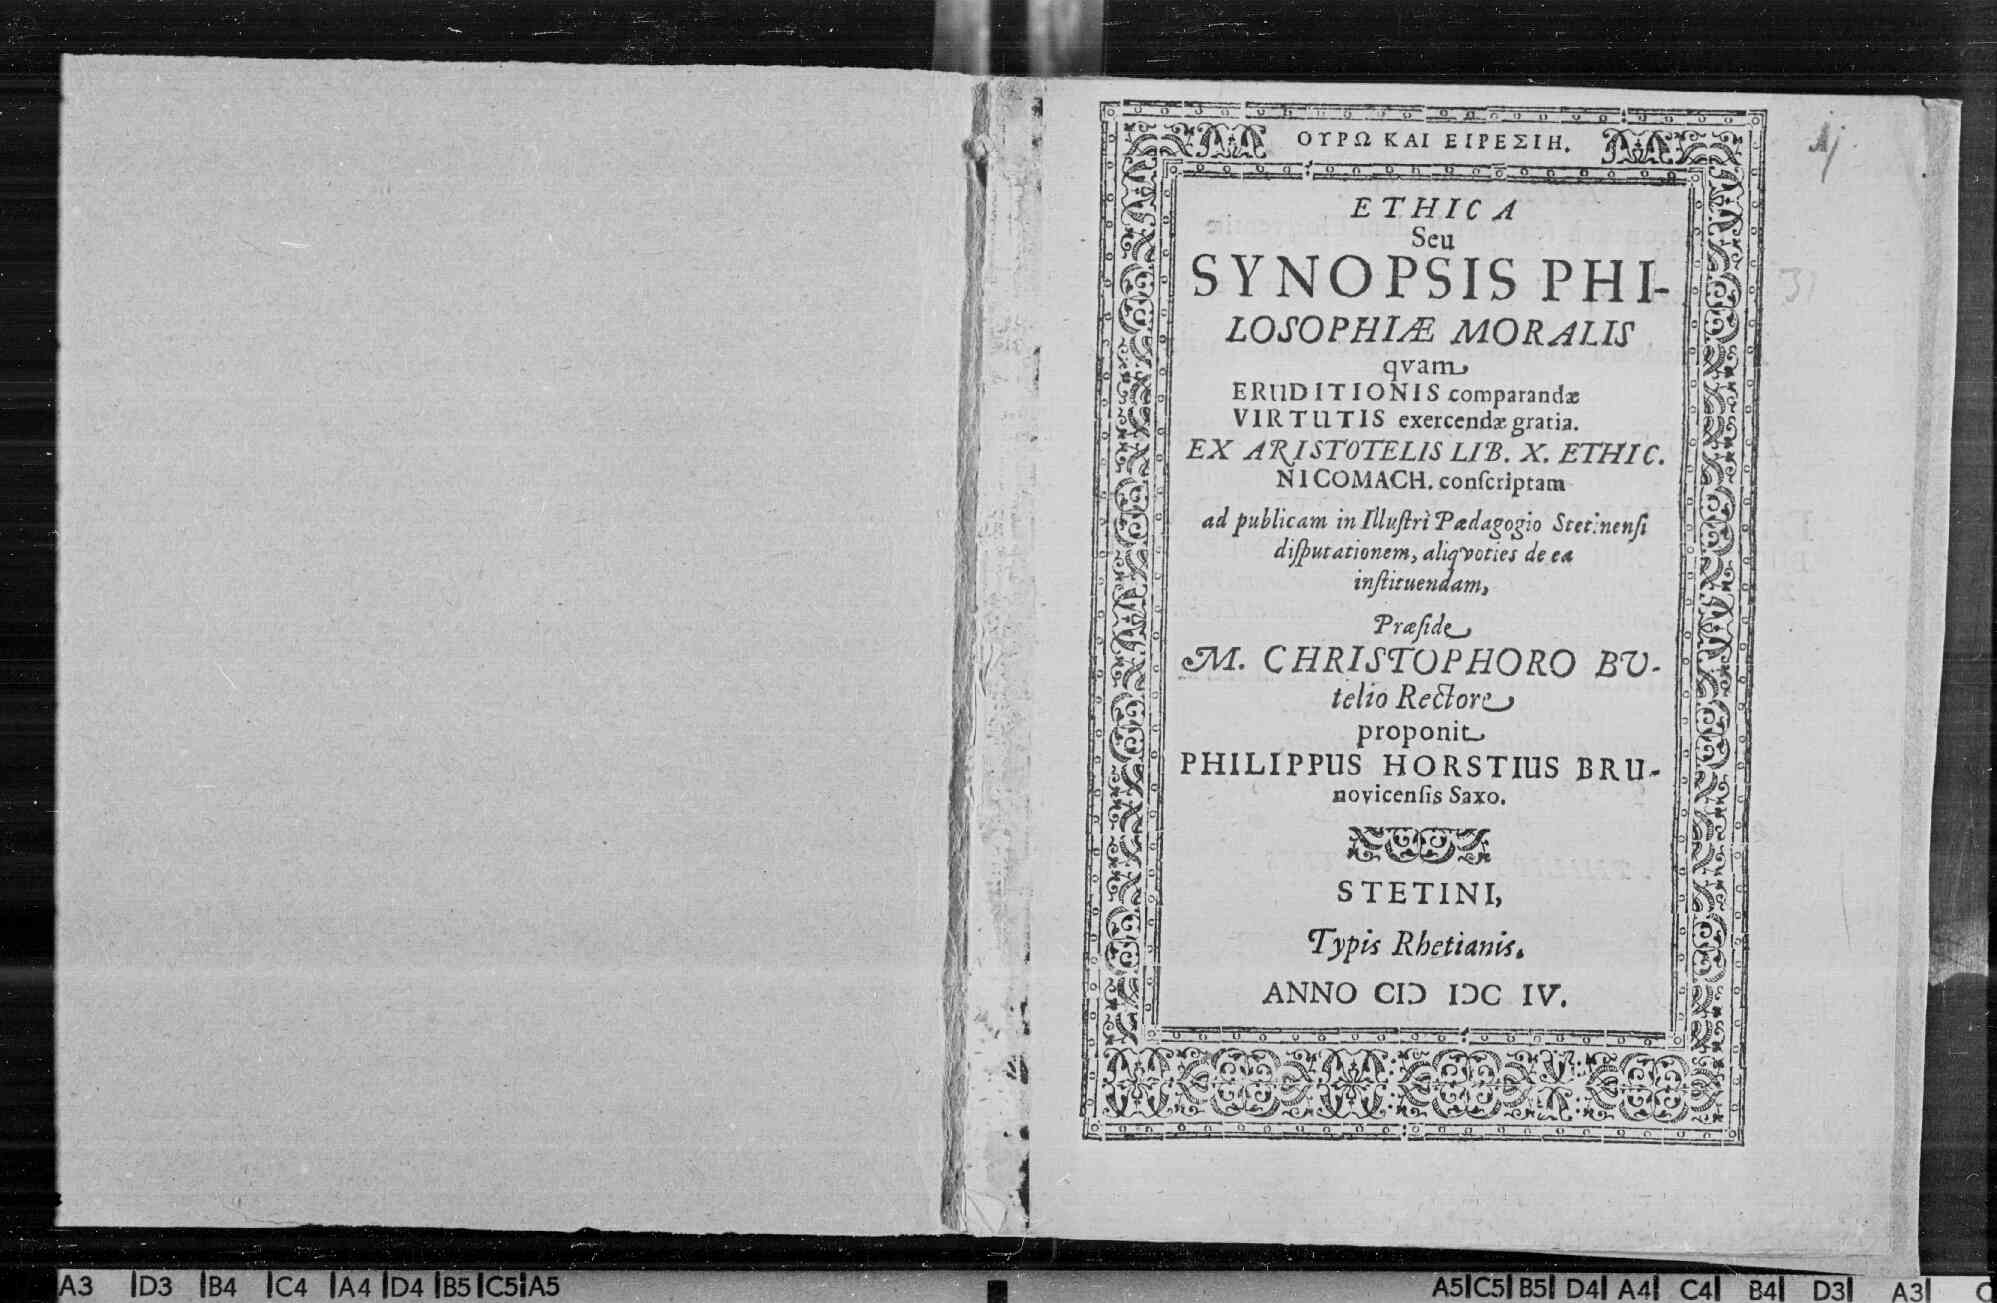 ΟΥΡΩ ΚΑΙ ΕΙΡΕΣΙΗ.
ETHICA
Seu
SYNOPSIS PHI-
LOSOPHIÆ MORALIS
qvam
ERUDITIONIS comparandæ
VIRTUTIS exercendæ gratia.
EX ARISTOTELIS LIB. X. ETHIC.
NICOMACH. conſcriptam
ad publicam in Illuſtri Pædagogio Stetinenſi
diſputationem, aliqvoties de ea
inſtituendam,
Præſide
M. CHRISTOPHORO BU-
telio Rectore
proponit
PHILIPPUS HORSTIUS BRU-
novicenſis Saxo.
STETINI,
Typis Rhetianis.
ANNO CIↃ IↃC IV.
A3 D3 B4 C4 A4 D4 B5 C5 A5
A5 C5 B5 D4 A4 C4 B4 D3 A3